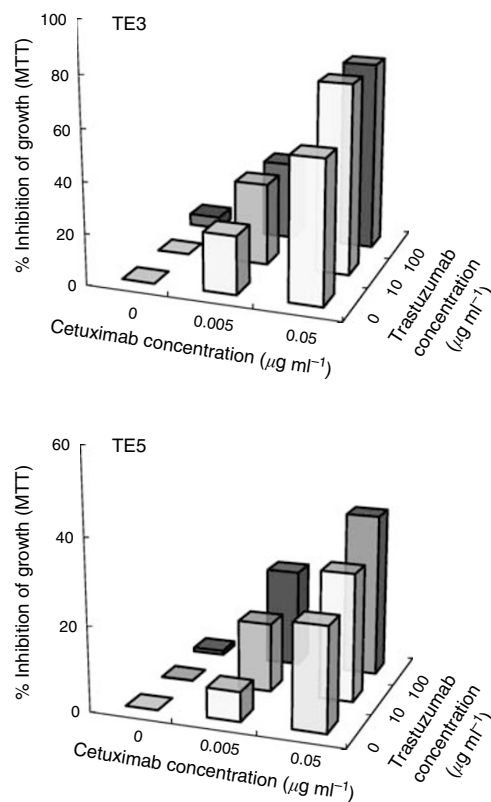 TE3
% Inhibition of growth (MTT)
100
80
60
40
20
0
0
0.005
0.05
Cetuximab concentration (μg ml⁻¹)
0
10
100
Trastuzumab
concentration
(μg ml⁻¹)
TE5
% Inhibition of growth (MTT)
60
40
20
0
0
0.005
0.05
Cetuximab concentration (μg ml⁻¹)
0
10
100
Trastuzumab
concentration
(μg ml⁻¹)